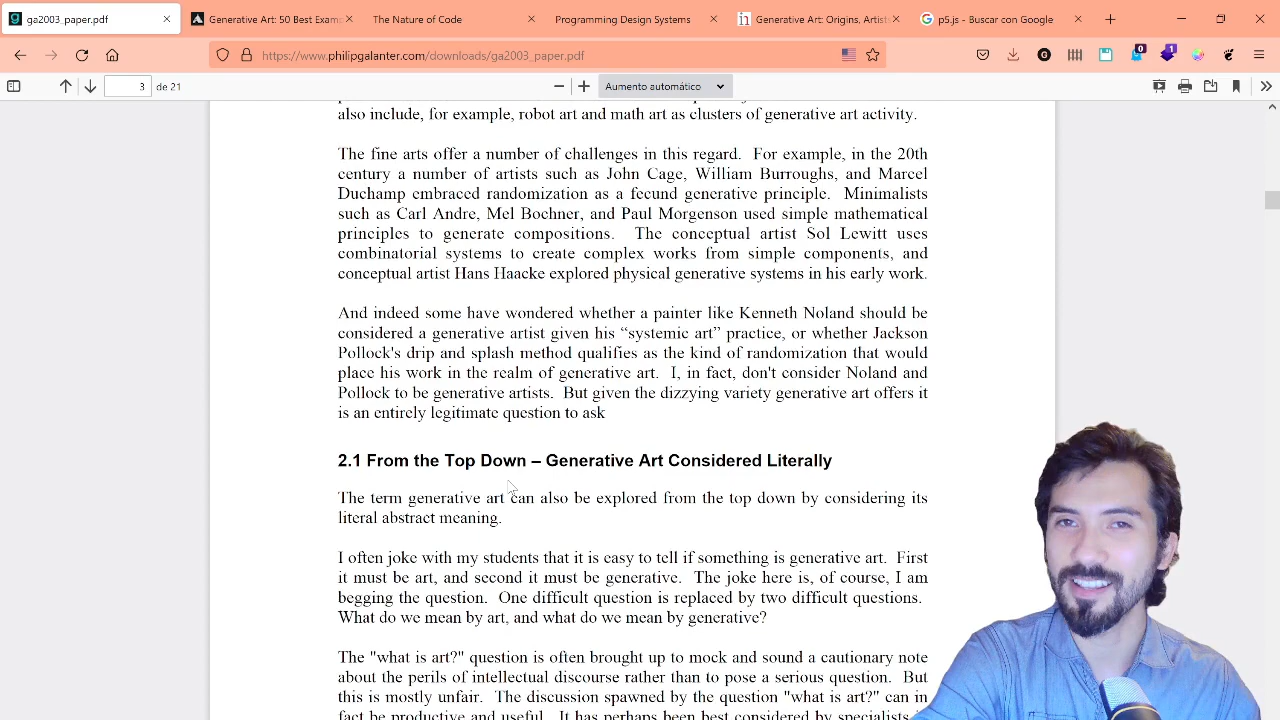 ga2003_paper.pdf
Generative Art: 50 Best Exam
The Nature of Code
Programming Design Systems
in
Generative Art: Origins, Artist
p5.js - Buscar con Google
https://www.philipgalanter.com/downloads/ga2003_paper.pdf
0
1
3
de 21
Aumento automático
also include, for example, robot art and math art as clusters of generative art activity.
The fine arts offer a number of challenges in this regard. For example, in the 20th
century a number of artists such as John Cage, William Burroughs, and Marcel
Duchamp embraced randomization as a fecund generative principle. Minimalists
such as Carl Andre, Mel Bochner, and Paul Morgenson used simple mathematical
principles to generate compositions. The conceptual artist Sol Lewitt uses
combinatorial systems to create complex works from simple components, and
conceptual artist Hans Haacke explored physical generative systems in his early work.
And indeed some have wondered whether a painter like Kenneth Noland should be
considered a generative artist given his “systemic art” practice, or whether Jackson
Pollock's drip and splash method qualifies as the kind of randomization that would
place his work in the realm of generative art. I, in fact, don't consider Noland and
Pollock to be generative artists. But given the dizzying variety generative art offers it
is an entirely legitimate question to ask
2.1 From the Top Down – Generative Art Considered Literally
The term generative art can also be explored from the top down by considering its
literal abstract meaning.
I often joke with my students that it is easy to tell if something is generative art. First
it must be art, and second it must be generative. The joke here is, of course, I am
begging the question. One difficult question is replaced by two difficult questions.
What do we mean by art, and what do we mean by generative?
The "what is art?" question is often brought up to mock and sound a cautionary note
about the perils of intellectual discourse rather than to pose a serious question. But
this is mostly unfair. The discussion spawned by the question "what is art?" can in
fact be productive and useful. It has perhaps been best considered by specialists